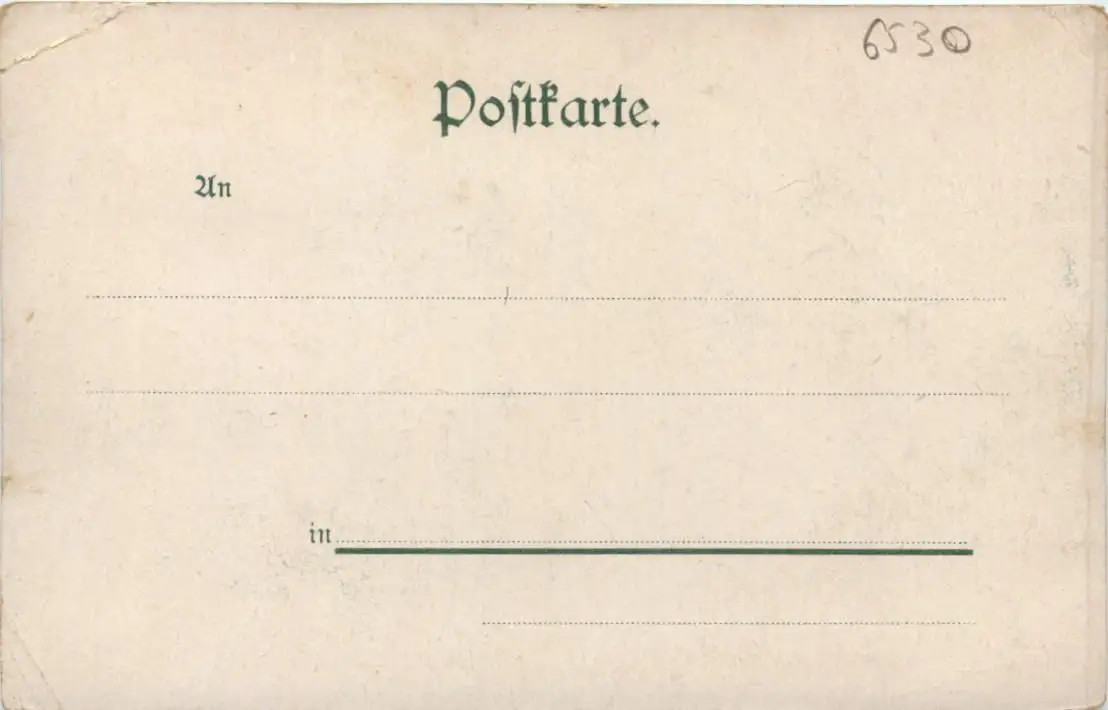 6530
Postkarte.
An
in